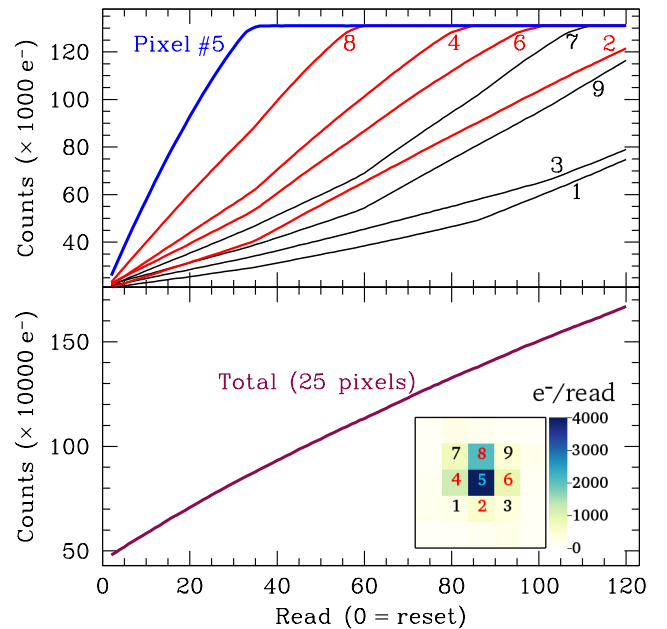 Counts (× 1000 e⁻)
120
100
80
60
40
Pixel #5
8
4
6
7
2
9
3
1
Counts (× 10000 e⁻)
150
100
50
Total (25 pixels)
e⁻/read
4000
3000
2000
1000
0
7 8 9
4 5 6
1 2 3
0 20 40 60 80 100 120
Read (0 = reset)